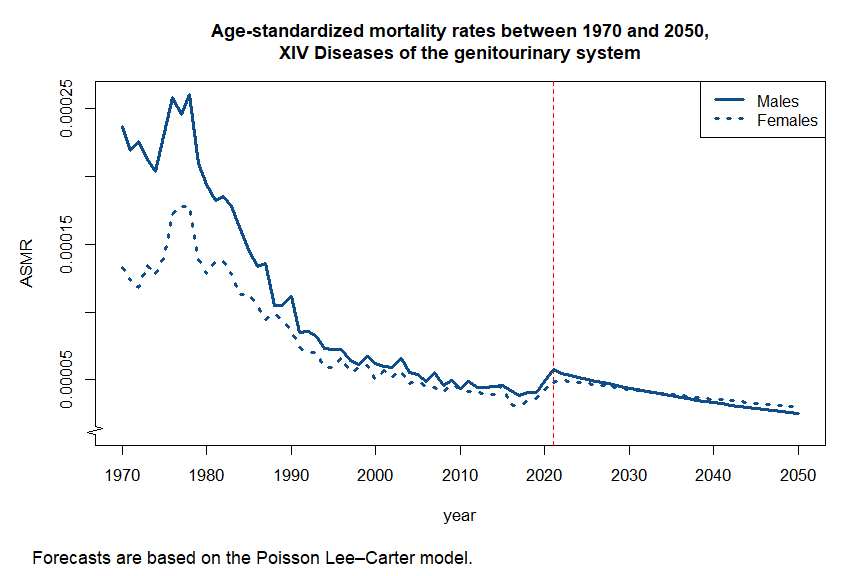 Age-standardized mortality rates between 1970 and 2050,
XIV Diseases of the genitourinary system
Males
Females
0.00025
0.00015
0.00005
ASMR
1970 1980 1990 2000 2010 2020 2030 2040 2050
year
Forecasts are based on the Poisson Lee–Carter model.